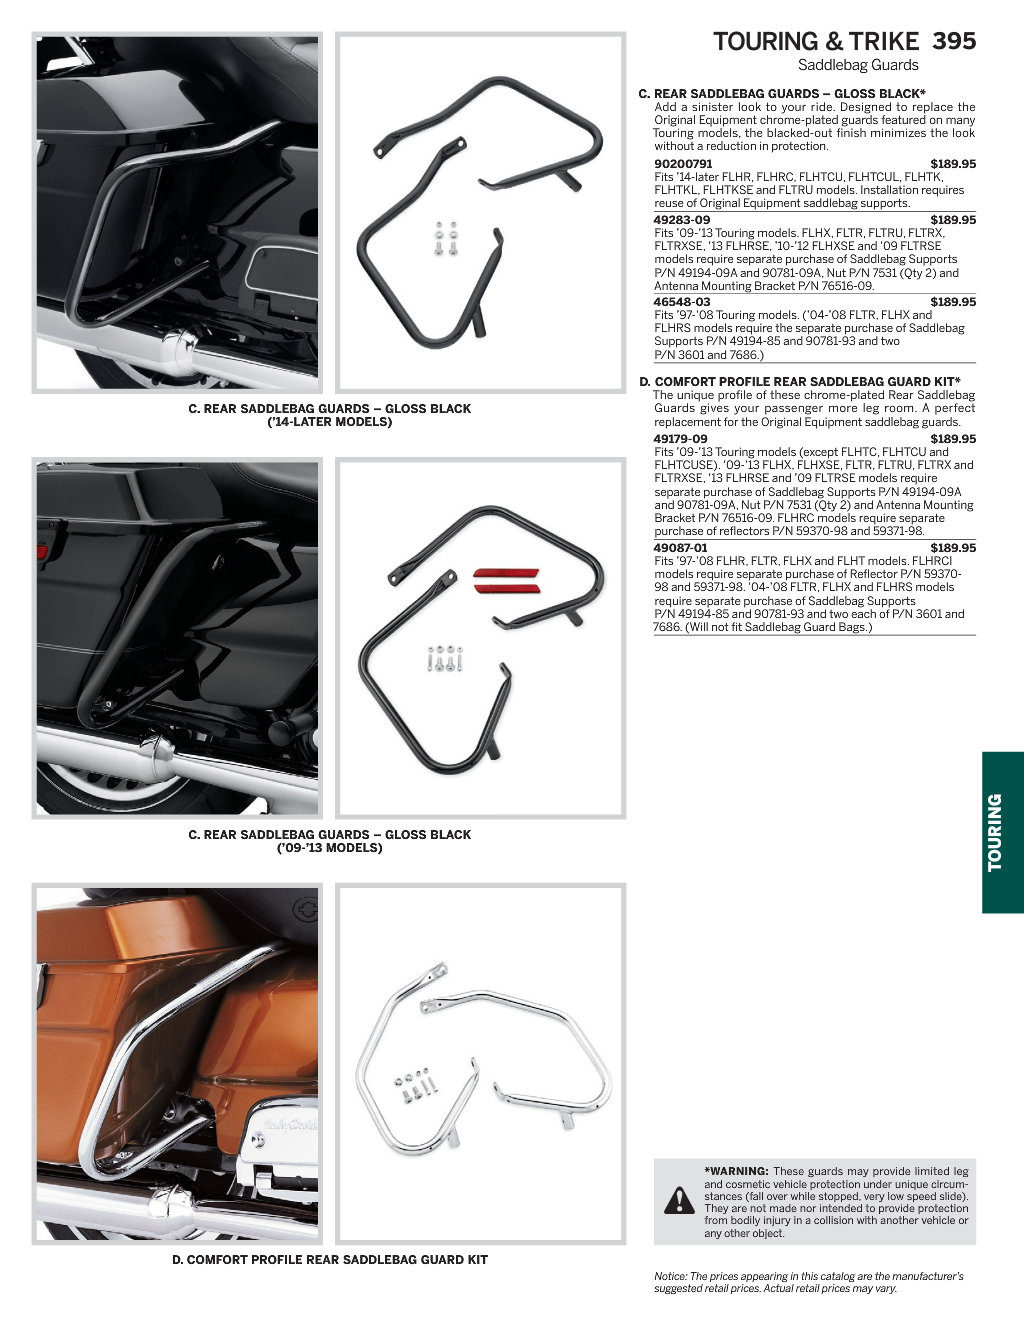 TOURING & TRIKE 395
Saddlebag Guards
C. REAR SADDLEBAG GUARDS – GLOSS BLACK*
Add a sinister look to your ride. Designed to replace the
Original Equipment chrome-plated guards featured on many
Touring models, the blacked-out finish minimizes the look
without a reduction in protection.
90200791 $189.95
Fits ’14-later FLHR, FLHRC, FLHTCU, FLHTCUL, FLHTK,
FLHTKL, FLHTKSE and FLTRU models. Installation requires
reuse of Original Equipment saddlebag supports.
49283-09 $189.95
Fits ’09-’13 Touring models. FLHX, FLTR, FLTRU, FLTRX,
FLTRXSE, ’13 FLHRSE, ’10-’12 FLHXSE and ’09 FLTRSE
models require separate purchase of Saddlebag Supports
P/N 49194-09A and 90781-09A, Nut P/N 7531 (Qty 2) and
Antenna Mounting Bracket P/N 76516-09.
46548-03 $189.95
Fits ’97-’08 Touring models. (’04-’08 FLTR, FLHX and
FLHRS models require the separate purchase of Saddlebag
Supports P/N 49194-85 and 90781-93 and two
P/N 3601 and 7686.)
D. COMFORT PROFILE REAR SADDLEBAG GUARD KIT*
The unique profile of these chrome-plated Rear Saddlebag
Guards gives your passenger more leg room. A perfect
replacement for the Original Equipment saddlebag guards.
49179-09 $189.95
Fits ’09-’13 Touring models (except FLHTC, FLHTCU and
FLHTCUSE). ’09-’13 FLHX, FLHXSE, FLTR, FLTRU, FLTRX and
FLTRXSE, ’13 FLHRSE and ’09 FLTRSE models require
separate purchase of Saddlebag Supports P/N 49194-09A
and 90781-09A, Nut P/N 7531 (Qty 2) and Antenna Mounting
Bracket P/N 76516-09. FLHRC models require separate
purchase of reflectors P/N 59370-98 and 59371-98.
49087-01 $189.95
Fits ’97-’08 FLHR, FLTR, FLHX and FLHT models. FLHRCI
models require separate purchase of Reflector P/N 59370-
98 and 59371-98. ’04-’08 FLTR, FLHX and FLHRS models
require separate purchase of Saddlebag Supports
P/N 49194-85 and 90781-93 and two each of P/N 3601 and
7686. (Will not fit Saddlebag Guard Bags.)
C. REAR SADDLEBAG GUARDS – GLOSS BLACK
(’14-LATER MODELS)
C. REAR SADDLEBAG GUARDS – GLOSS BLACK
(’09-’13 MODELS)
D. COMFORT PROFILE REAR SADDLEBAG GUARD KIT
TOURING
*WARNING: These guards may provide limited leg
and cosmetic vehicle protection under unique circum-
stances (fall over while stopped, very low speed slide).
They are not made nor intended to provide protection
from bodily injury in a collision with another vehicle or
any other object.
Notice: The prices appearing in this catalog are the manufacturer’s
suggested retail prices. Actual retail prices may vary.